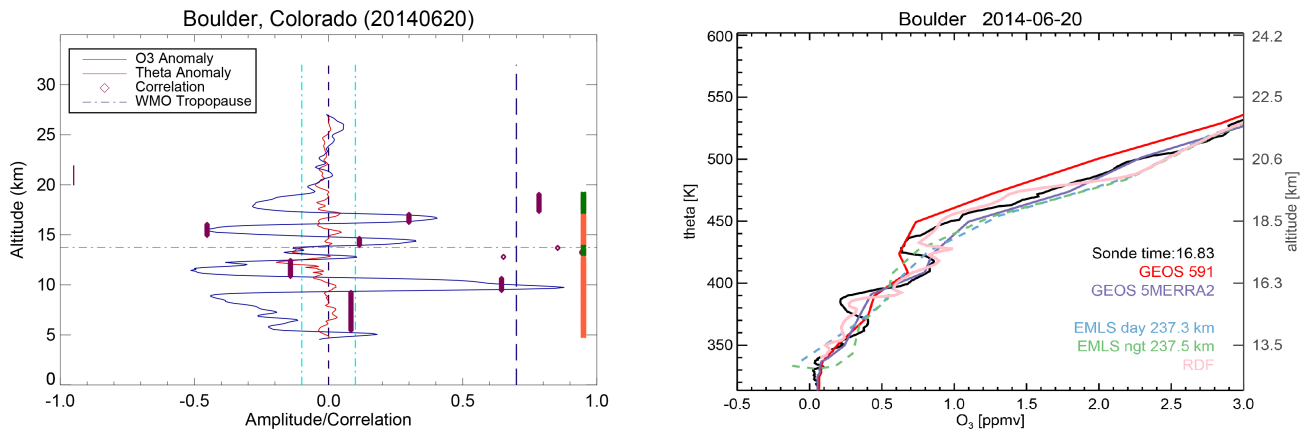 Boulder, Colorado (20140620)
O3 Anomaly
Theta Anomaly
Correlation
WMO Tropopause
Altitude (km)
30
25
20
15
10
5
0
-1.0 -0.5 0.0 0.5 1.0
Amplitude/Correlation
Boulder 2014-06-20
theta [K]
600
550
500
450
400
350
24.2
22.5
20.6
18.5
16.3
13.5
altitude [km]
Sonde time:16.83
GEOS 591
GEOS 5MERRA2
EMLS day 237.3 km
EMLS ngt 237.5 km
RDF
-0.5 0.0 0.5 1.0 1.5 2.0 2.5 3.0
O3 [ppmv]